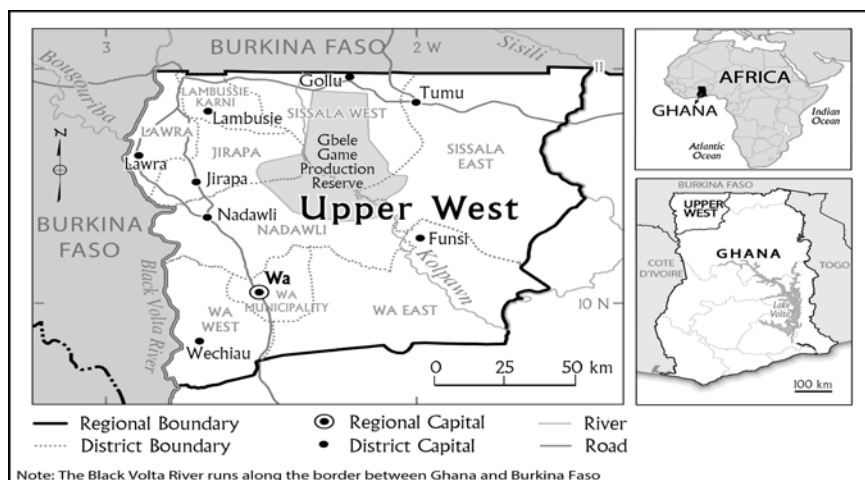 3
2 W
BURKINA FASO
Sisili
Bougouriba
11
Gollu
Tumu
LAMBUSSIE
KARNI
Lambusie
SISSALA WEST
LAWRA
Lawra
JIRAPA
Gbele
Game
Production
Reserve
SISSALA
EAST
Jirapa
N
Nadawli
Upper West
BURKINA
FASO
NADAWLI
Funsi
Kolpawn
Black Volta River
Wa
WA
MUNICIPALITY
10 N
WA
WEST
WA EAST
Wechiau
0 25 50 km
AFRICA
GHANA
Indian
Ocean
Atlantic
Ocean
BURKINA FASO
UPPER
WEST
GHANA
COTE
D'IVOIRE
TOGO
Lake
Volta
100 km
Regional Boundary
Regional Capital
River
District Boundary
District Capital
Road
Note: The Black Volta River runs along the border between Ghana and Burkina Faso